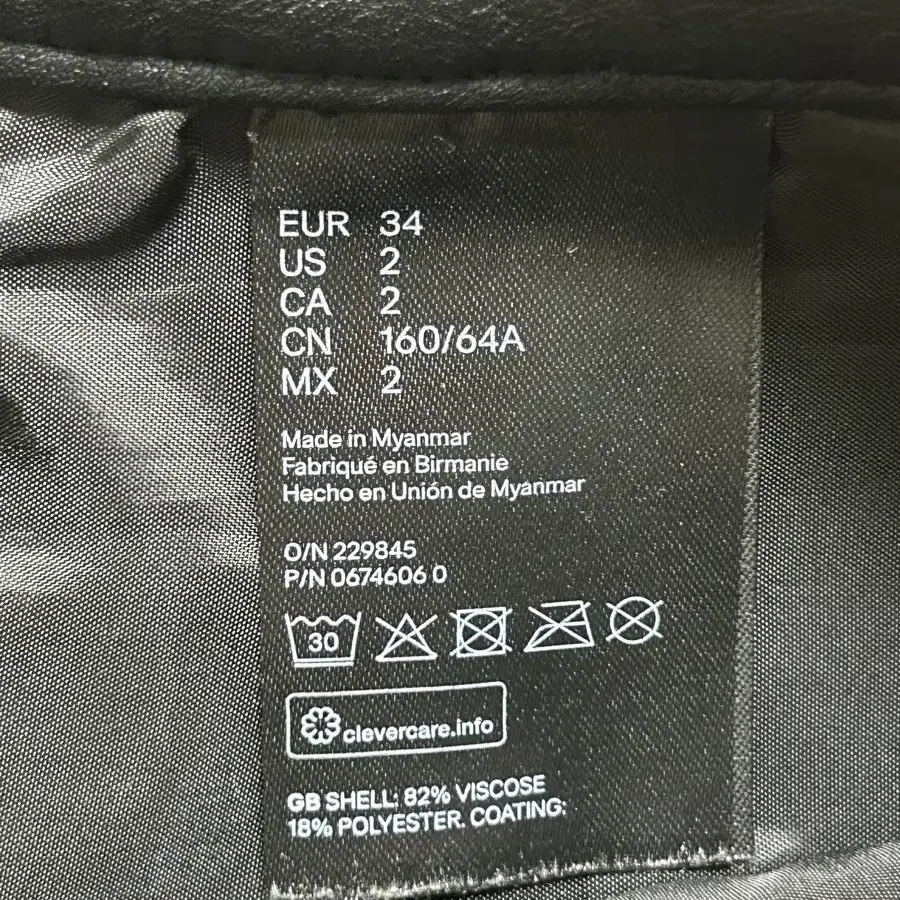 EUR 34
US 2
CA 2
CN 160/64A
MX 2
Made in Myanmar
Fabriqué en Birmanie
Hecho en Unión de Myanmar
O/N 229845
P/N 0674606 0
30
clevercare.info
GB SHELL: 82% VISCOSE
18% POLYESTER. COATING: